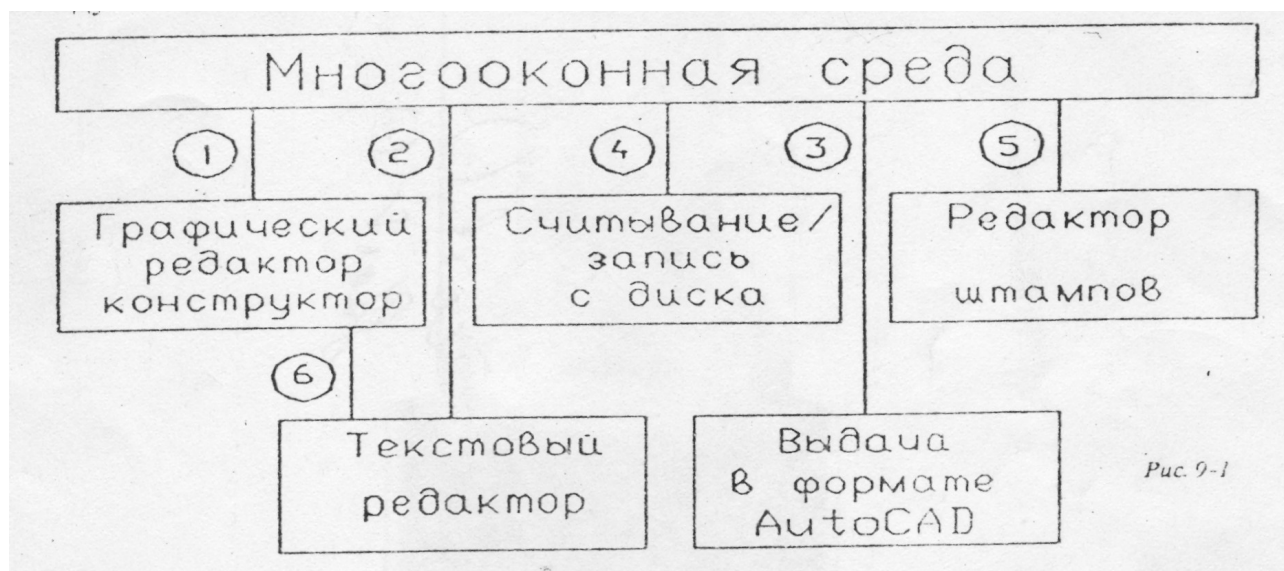 Многооконная среда
1
2
4
3
5
Графический
редактор
конструктор
Считывание/
запись
с диска
Редактор
штампов
6
Текстовый
редактор
Выдача
в формате
AutoCAD
Рис. 9-1